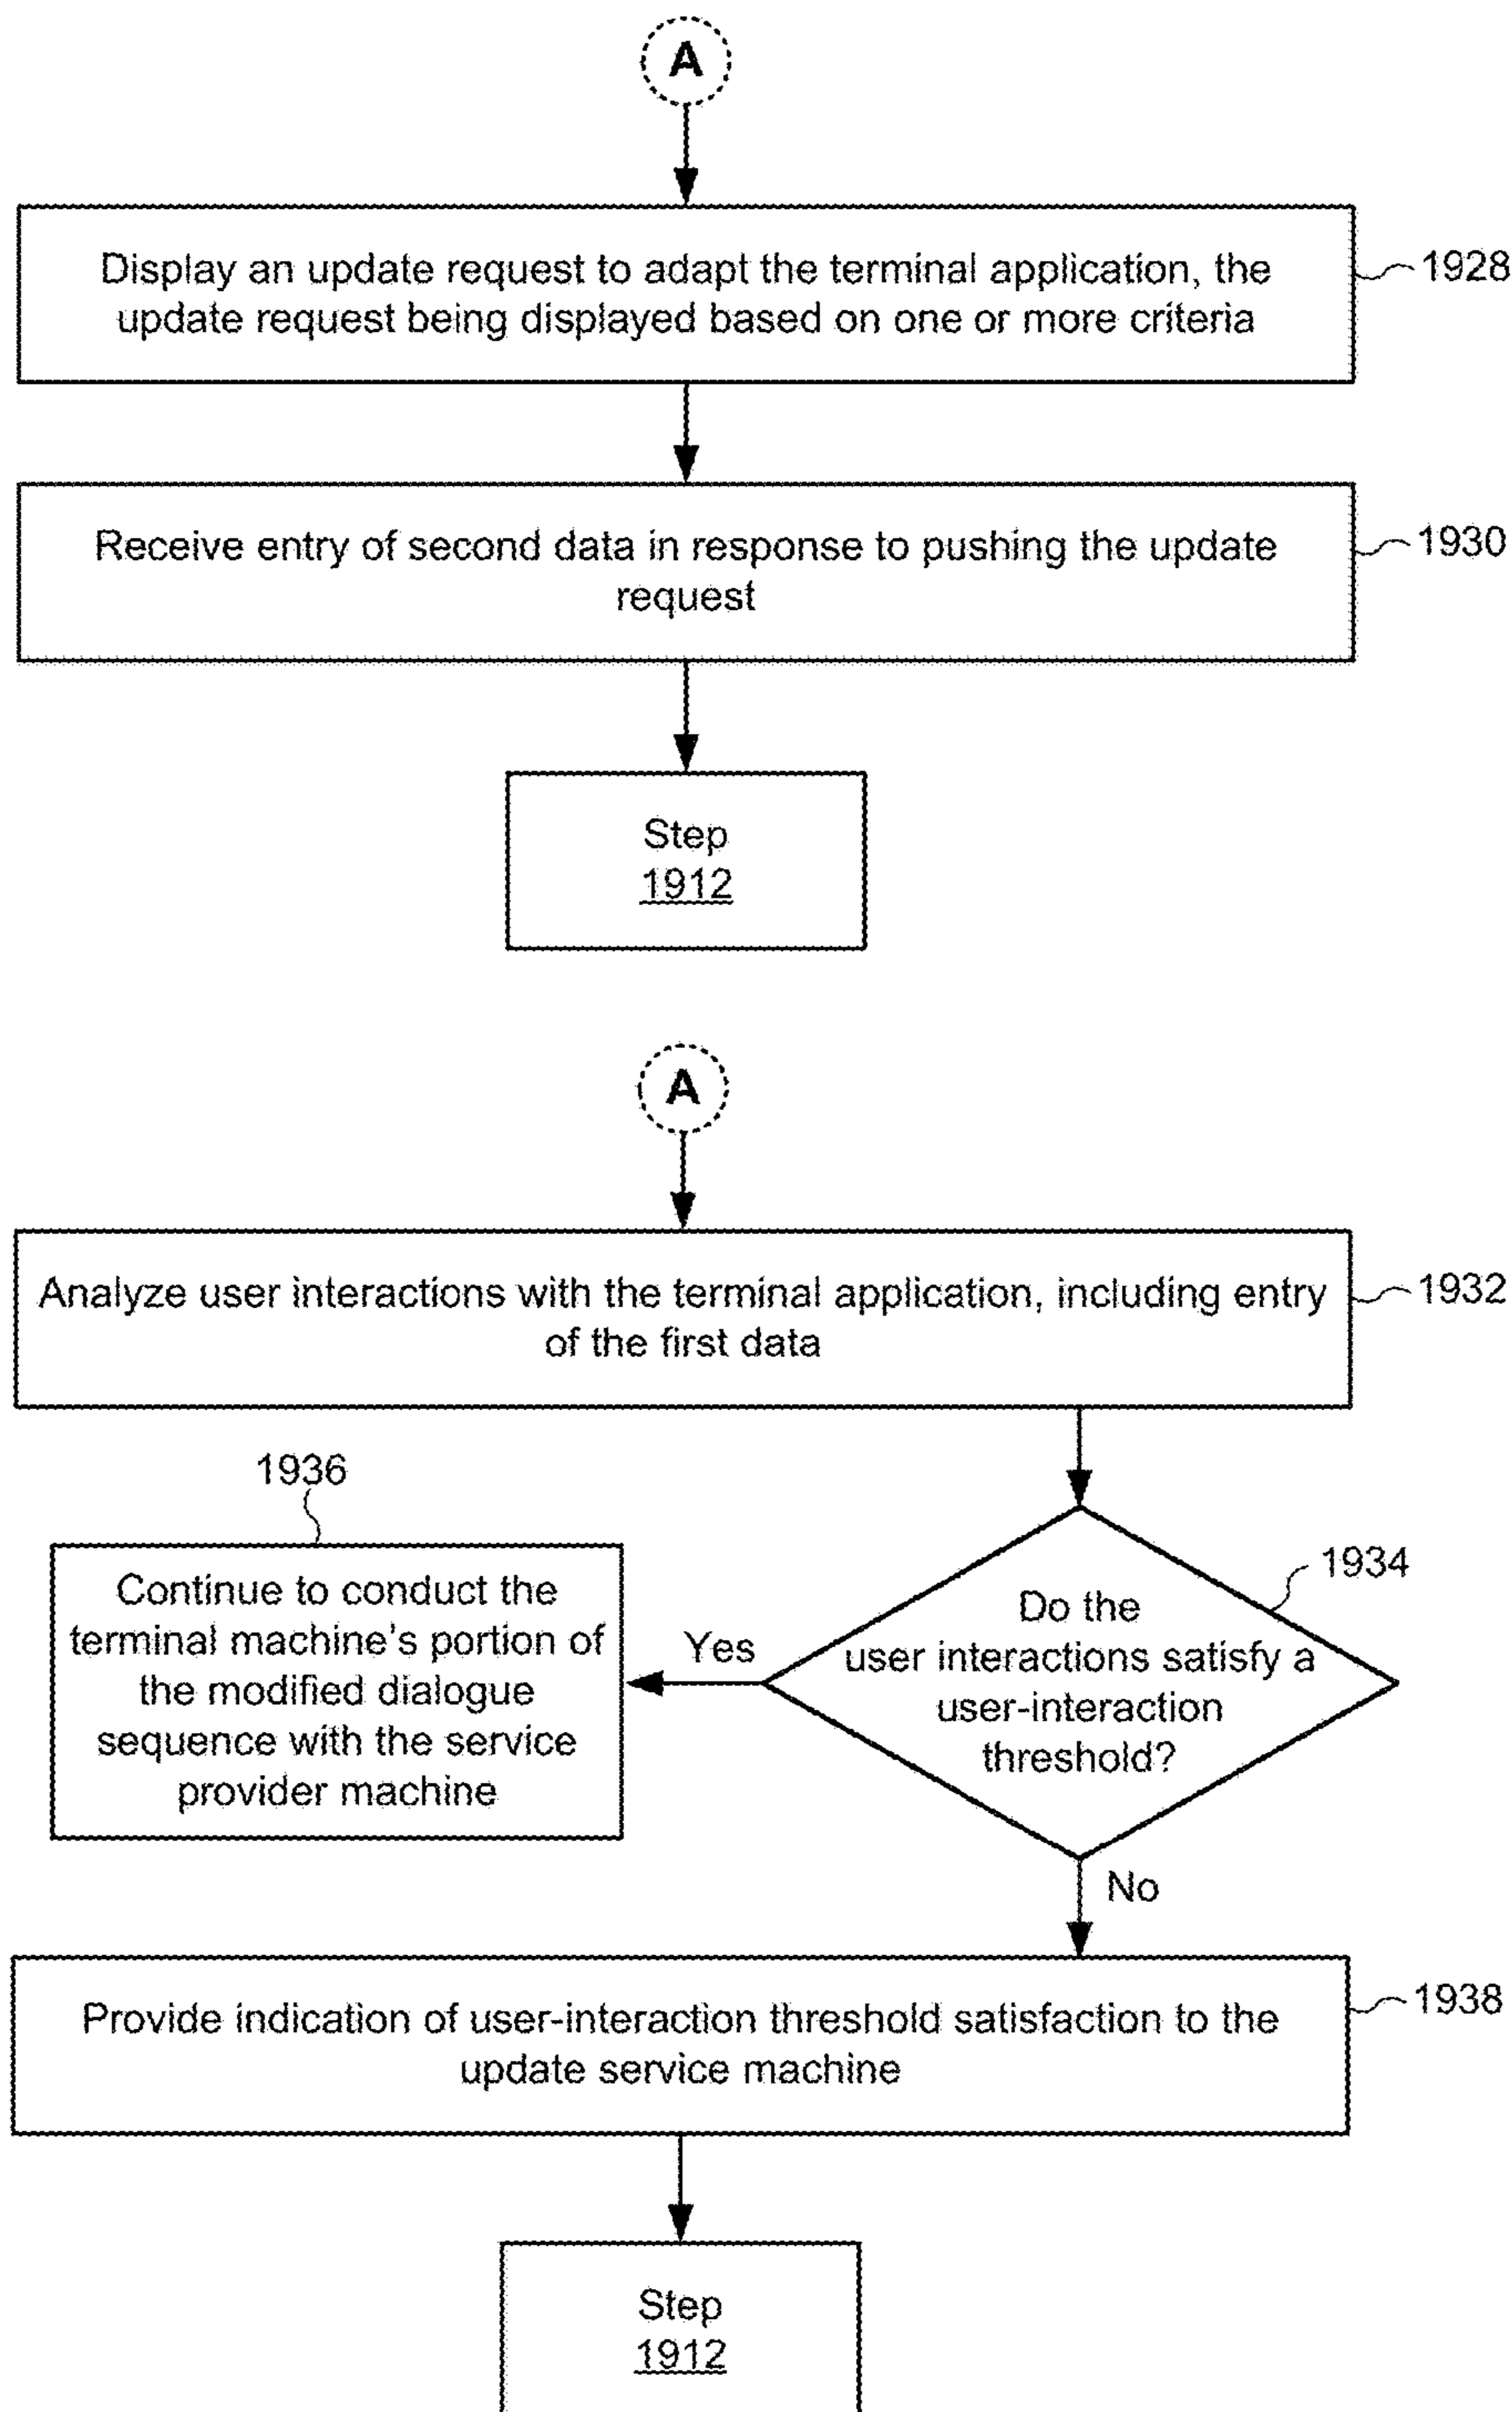 A
Display an update request to adapt the terminal application, the
update request being displayed based on one or more criteria
1928
Receive entry of second data in response to pushing the update
request
1930
Step
1912
A
Analyze user interactions with the terminal application, including entry
of the first data
1932
1936
Continue to conduct the
terminal machine's portion of
the modified dialogue
sequence with the service
provider machine
Yes
Do the
user interactions satisfy a
user-interaction
threshold?
1934
No
Provide indication of user-interaction threshold satisfaction to the
update service machine
1938
Step
1912